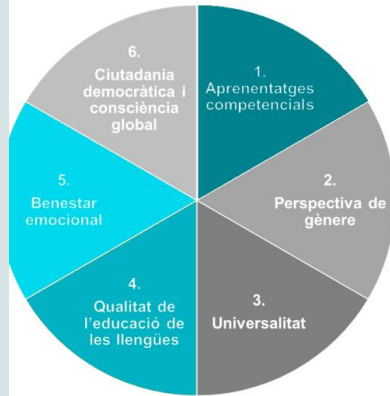 1.
Aprenentatges
competencials
2.
Perspectiva de
gènere
3.
Universalitat
4.
Qualitat de
l'educació de
les llengües
5.
Benestar
emocional
6.
Ciutadania
democràtica i
consciència
global